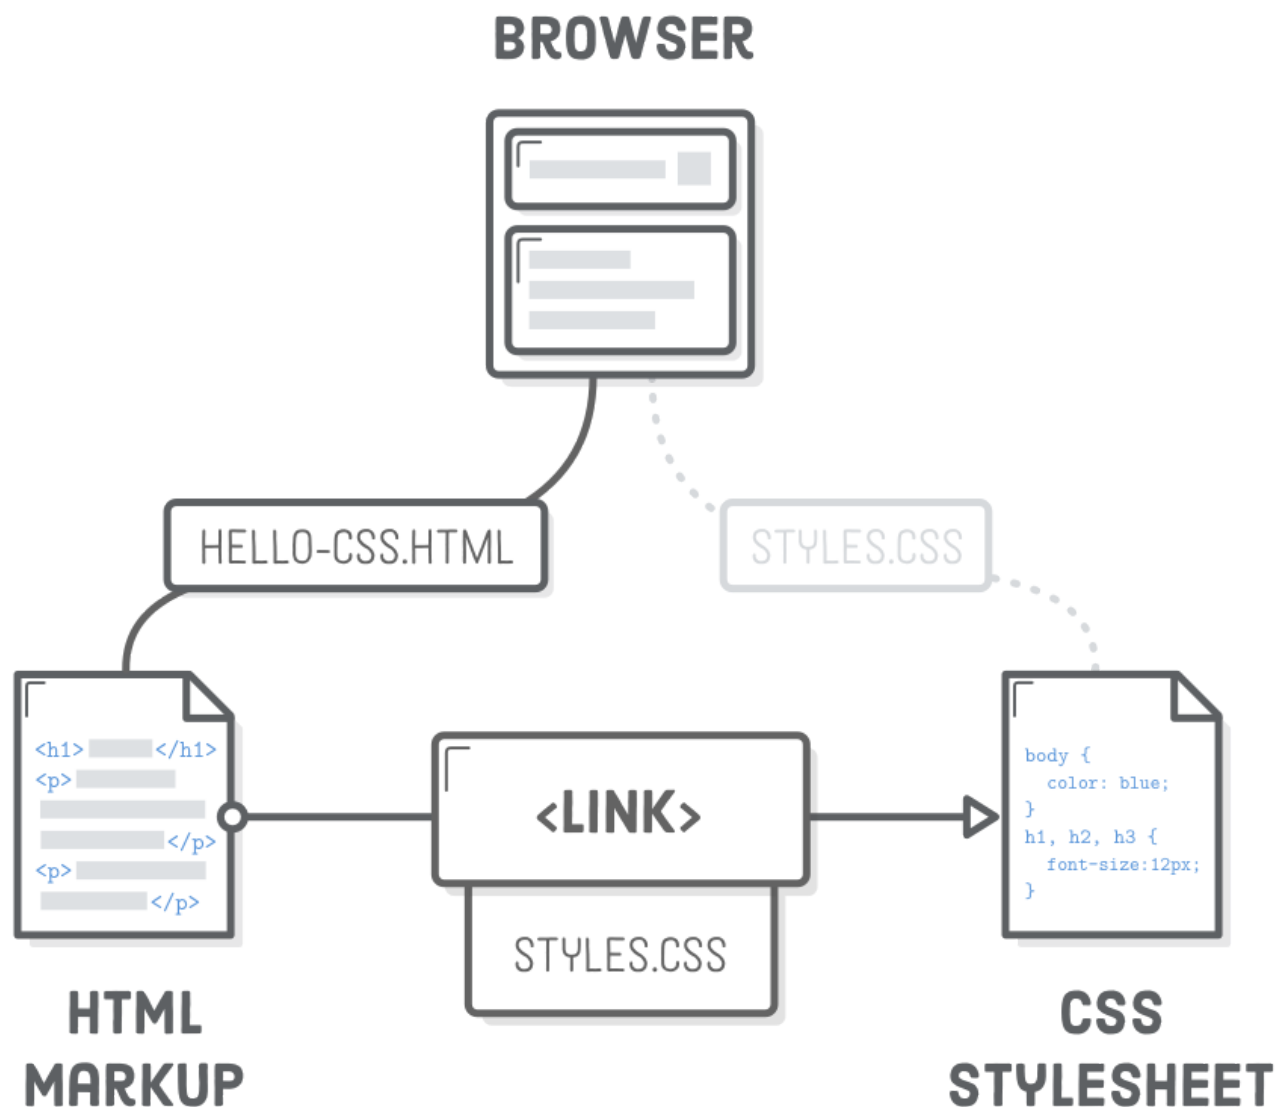 BROWSER
HELLO-CSS.HTML
STYLES.CSS
<h1> </h1>
<p>
</p>
<p>
</p>
<LINK>
STYLES.CSS
body {
color: blue;
}
h1, h2, h3 {
font-size:12px;
}
HTML
MARKUP
CSS
STYLESHEET